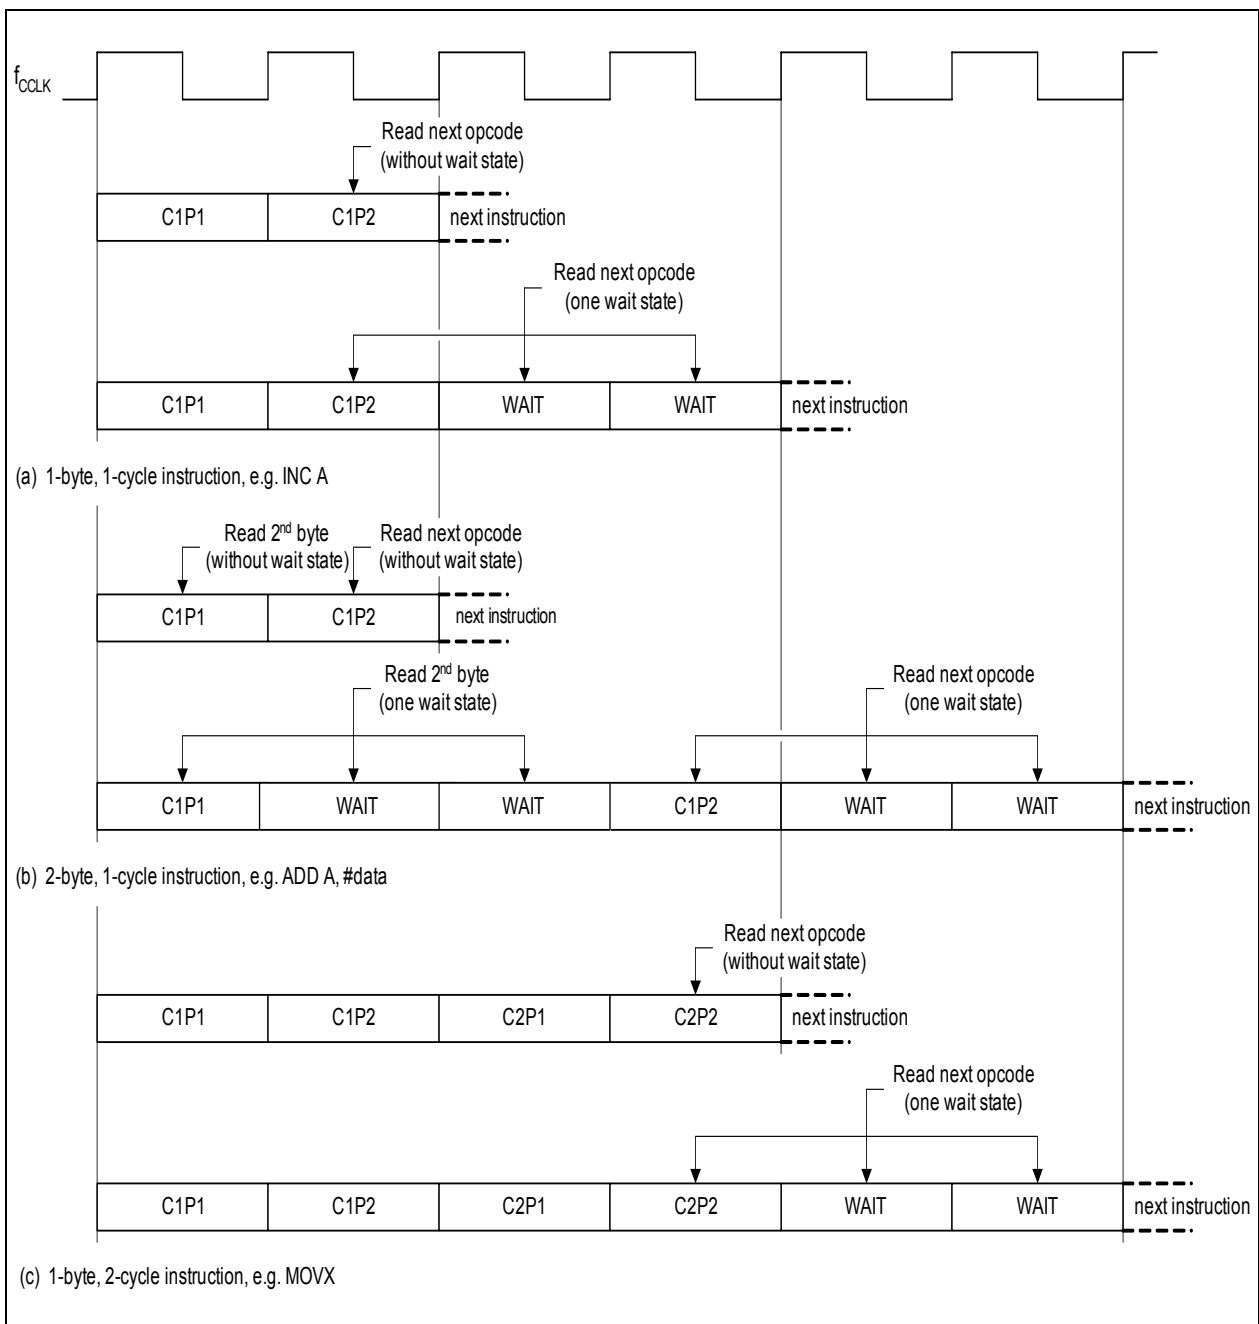 fCCLK
Read next opcode
(without wait state)
C1P1 C1P2 next instruction
Read next opcode
(one wait state)
C1P1 C1P2 WAIT WAIT next instruction
(a) 1-byte, 1-cycle instruction, e.g. INC A
Read 2nd byte Read next opcode
(without wait state) (without wait state)
C1P1 C1P2 next instruction
Read 2nd byte Read next opcode
(one wait state) (one wait state)
C1P1 WAIT WAIT C1P2 WAIT WAIT next instruction
(b) 2-byte, 1-cycle instruction, e.g. ADD A, #data
Read next opcode
(without wait state)
C1P1 C1P2 C2P1 C2P2 next instruction
Read next opcode
(one wait state)
C1P1 C1P2 C2P1 C2P2 WAIT WAIT next instruction
(c) 1-byte, 2-cycle instruction, e.g. MOVX